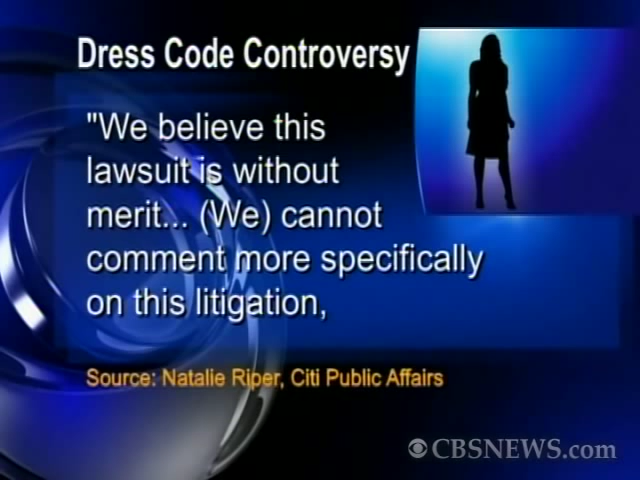 Dress Code Controversy
"We believe this
lawsuit is without
merit... (We) cannot
comment more specifically
on this litigation,
Source: Natalie Riper, Citi Public Affairs
CBSNEWS.com